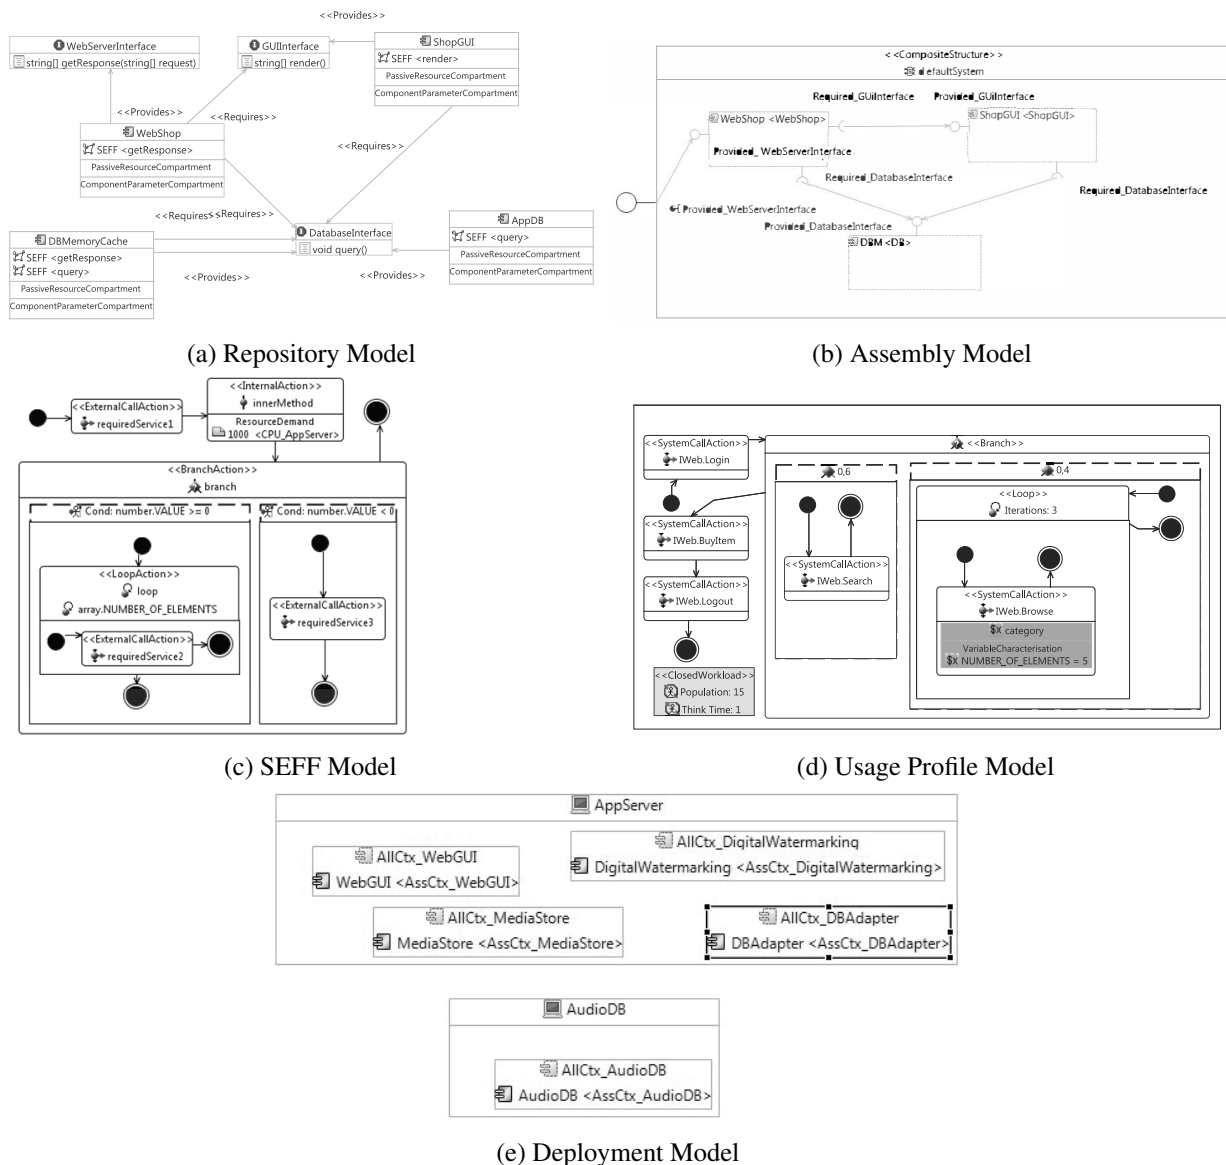 <<Provides>>
WebServerInterface
string[] getResponse(string[] request)
GUIInterface
string[] render()
ShopGUI
SEFF <render>
PassiveResourceCompartment
ComponentParameterCompartment
<<Provides>>
<<Requires>>
WebShop
SEFF <getResponse>
PassiveResourceCompartment
ComponentParameterCompartment
<<Requires>>
<<Requires>>
<<Requires>>
DBMemoryCache
SEFF <getResponse>
SEFF <query>
PassiveResourceCompartment
ComponentParameterCompartment
DatabaseInterface
void query()
AppDB
SEFF <query>
PassiveResourceCompartment
ComponentParameterCompartment
<<Provides>>
<<Provides>>
(a) Repository Model
<<CompositeStructure>>
defaultSystem
Required_GUIInterface
Provided_GUIInterface
WebShop <WebShop>
ShopGUI <ShopGUI>
Provided_WebServerInterface
Required_DatabaseInterface
Required_DatabaseInterface
Provided_WebServerInterface
Provided_DatabaseInterface
DBM <DB>
(b) Assembly Model
<<ExternalCallAction>>
requiredService1
<<InternalAction>>
innerMethod
ResourceDemand
1000 <CPU_AppServer>
<<BranchAction>>
branch
Cond: number.VALUE >= 0
Cond: number.VALUE < 0
<<LoopAction>>
loop
array.NUMBER_OF_ELEMENTS
<<ExternalCallAction>>
requiredService2
<<ExternalCallAction>>
requiredService3
(c) SEFF Model
<<SystemCallAction>>
IWeb.Login
<<SystemCallAction>>
IWeb.BuyItem
<<SystemCallAction>>
IWeb.Logout
<<ClosedWorkload>>
Population: 15
Think Time: 1
<<Branch>>
0,6
<<SystemCallAction>>
IWeb.Search
0,4
<<Loop>>
Iterations: 3
<<SystemCallAction>>
IWeb.Browse
category
VariableCharacterisation
NUMBER_OF_ELEMENTS = 5
(d) Usage Profile Model
AppServer
AllCtx_WebGUI
WebGUI <AssCtx_WebGUI>
AllCtx_DigitalWatermarking
DigitalWatermarking <AssCtx_DigitalWatermarking>
AllCtx_MediaStore
MediaStore <AssCtx_MediaStore>
AllCtx_DBAdapter
DBAdapter <AssCtx_DBAdapter>
AudioDB
AllCtx_AudioDB
AudioDB <AssCtx_AudioDB>
(e) Deployment Model